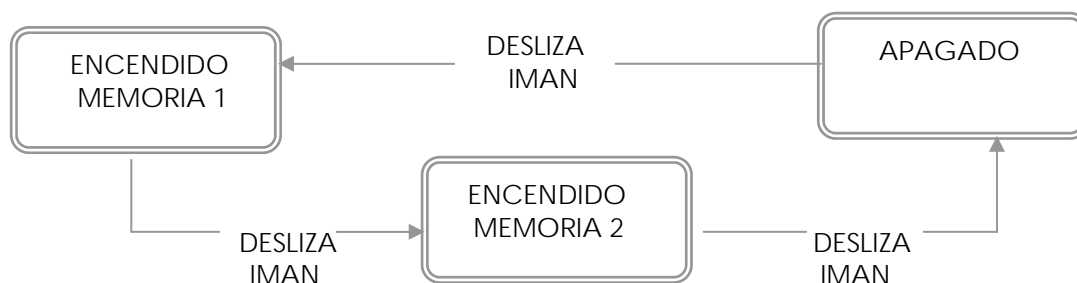 ENCENDIDO
MEMORIA 1
DESLIZA
IMAN
APAGADO
ENCENDIDO
MEMORIA 2
DESLIZA
IMAN
DESLIZA
IMAN